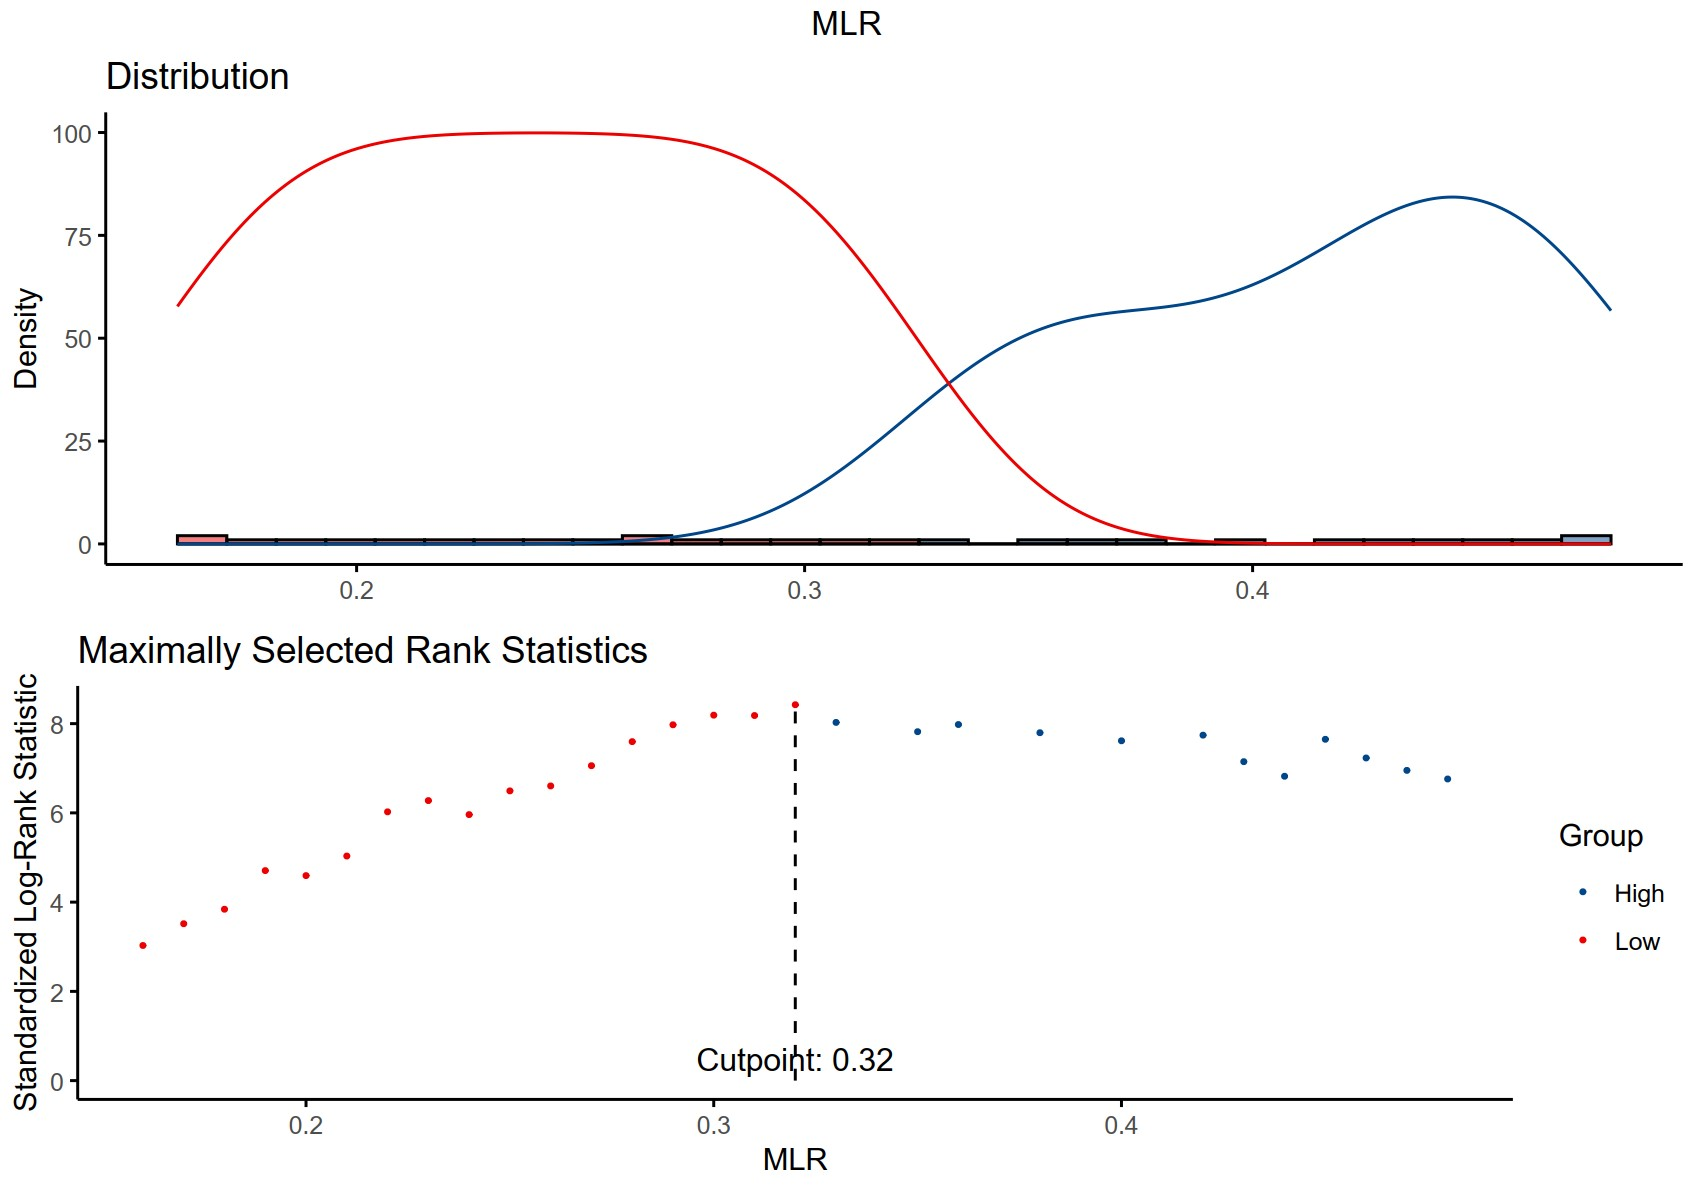 MLR
Distribution
Density
100
75
50
25
0
0.2
0.3
0.4
Maximally Selected Rank Statistics
Standardized Log-Rank Statistic
8
6
4
2
0
Cutpoint: 0.32
0.2
0.3
0.4
MLR
Group
High
Low